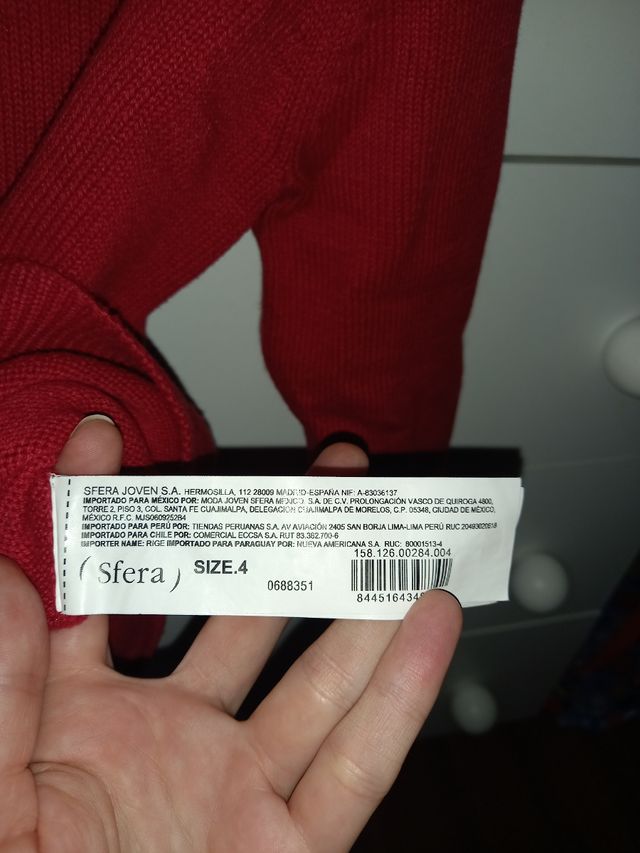 SFERA JOVEN S.A. HERMOSILLA, 112 28009 MADRID-ESPAÑA NIF: A-83036137
IMPORTADO PARA MÉXICO POR: MODA JOVEN SFERA MÉXICO, S.A. DE C.V. PROLONGACIÓN VASCO DE QUIROGA 4800,
TORRE 2, PISO 3, COL. SANTA FE CUAJIMALPA, DELEGACIÓN CUAJIMALPA DE MORELOS, C.P. 05348, CIUDAD DE MÉXICO,
MÉXICO R.F.C. MJS0609252B4
IMPORTADO PARA PERÚ POR: TIENDAS PERUANAS S.A. AV AVIACIÓN 2405 SAN BORJA LIMA-LIMA PERÚ RUC
IMPORTADO PARA CHILE POR: COMERCIAL ECCSA S.A. RUT 83.382.700-6
IMPORTER NAME: RIGE IMPORTADO PARA PARAGUAY POR: NUEVA AMERICANA S.A. RUC: 80001513-4
158.126.00284.004
(Sfera) SIZE.4
0688351
844516434